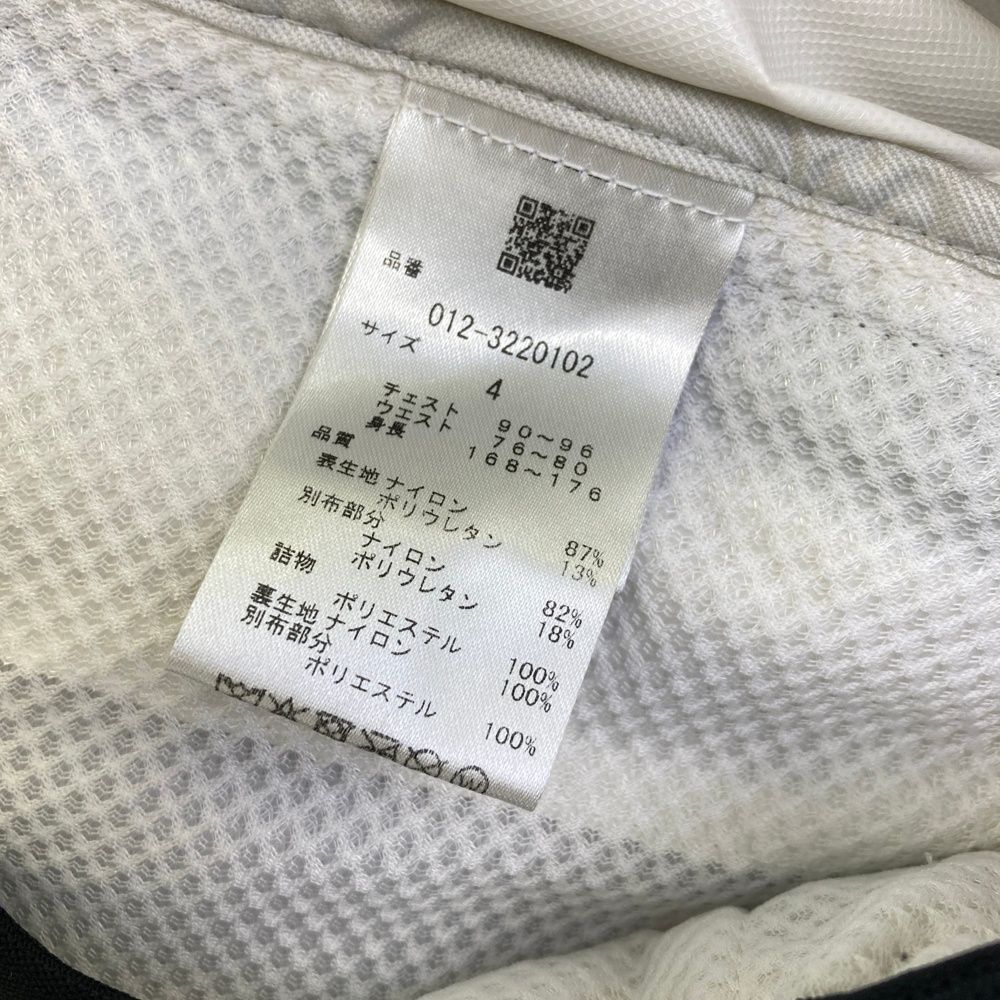 品番
012-3220102
サイズ
4
チェスト 90～96
ウエスト 76～80
身長 168～176
品質
表生地 ナイロン 87%
ポリウレタン 13%
別布部分
ナイロン 82%
ポリウレタン 18%
詰物
ポリエステル 100%
裏生地 ナイロン 100%
別布部分
ポリエステル 100%